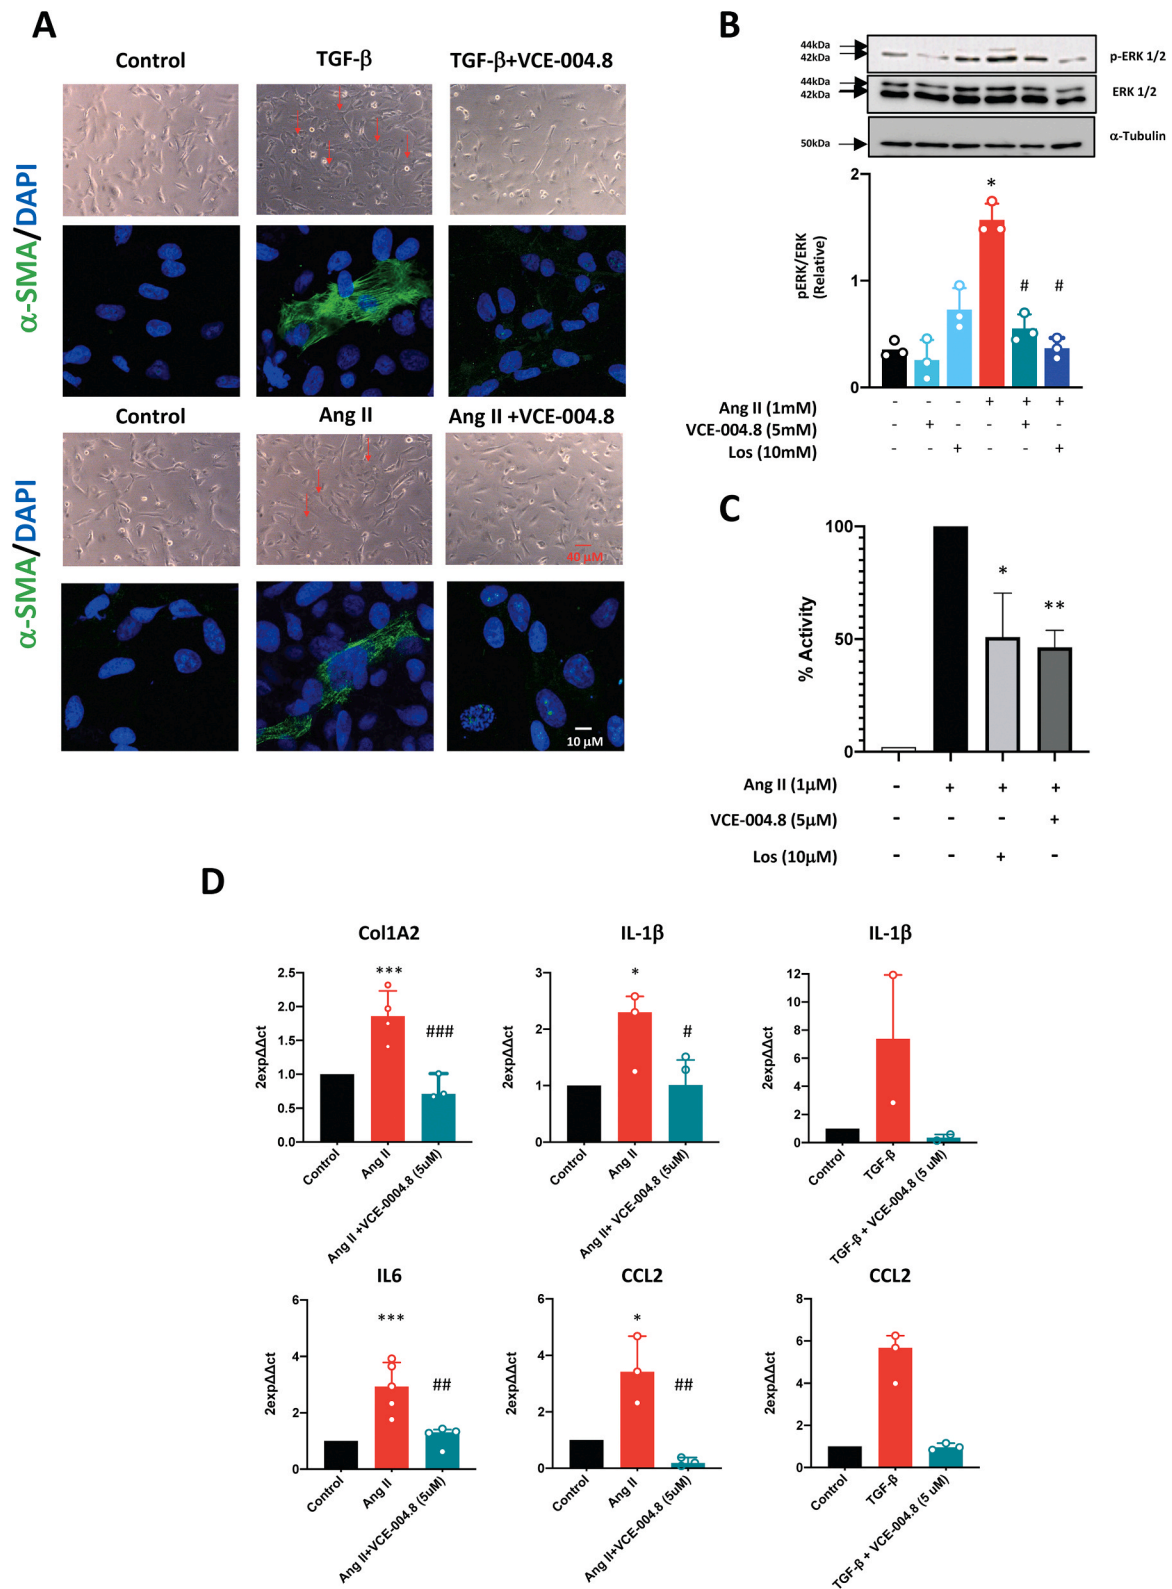 A
Control
TGF-β
TGF-β+VCE-004.8
α-SMA/DAPI
Control
Ang II
Ang II +VCE-004.8
α-SMA/DAPI
40 μM
10 μM
B
44kDa
42kDa
p-ERK 1/2
44kDa
42kDa
ERK 1/2
50kDa
α-Tubulin
pERK/ERK
(Relative)
2
1
0
*
#
#
Ang II (1mM) - - - + + +
VCE-004.8 (5mM) - + - - + -
Los (10mM) - - + - - +
C
% Activity
100
50
0
*
**
Ang II (1μM) - + + +
VCE-004.8 (5μM) - - - +
Los (10μM) - - + -
D
Col1A2
2expΔΔct
2.5
2.0
1.5
1.0
0.5
0.0
***
###
Control
Ang II
Ang II +VCE-0004.8 (5uM)
IL-1β
2expΔΔct
3
2
1
0
*
#
Control
Ang II
Ang II+ VCE-004.8 (5uM)
IL-1β
2expΔΔct
12
10
8
6
4
2
0
Control
TGF-β
TGF-β + VCE-004.8 (5 uM)
IL6
2expΔΔct
6
4
2
0
***
##
Control
Ang II
Ang II+VCE-004.8 (5uM)
CCL2
2expΔΔct
6
4
2
0
*
##
Control
Ang II
Ang II+VCE-004.8 (5uM)
CCL2
2expΔΔct
8
6
4
2
0
Control
TGF-β
TGF-β + VCE-004.8 (5 uM)